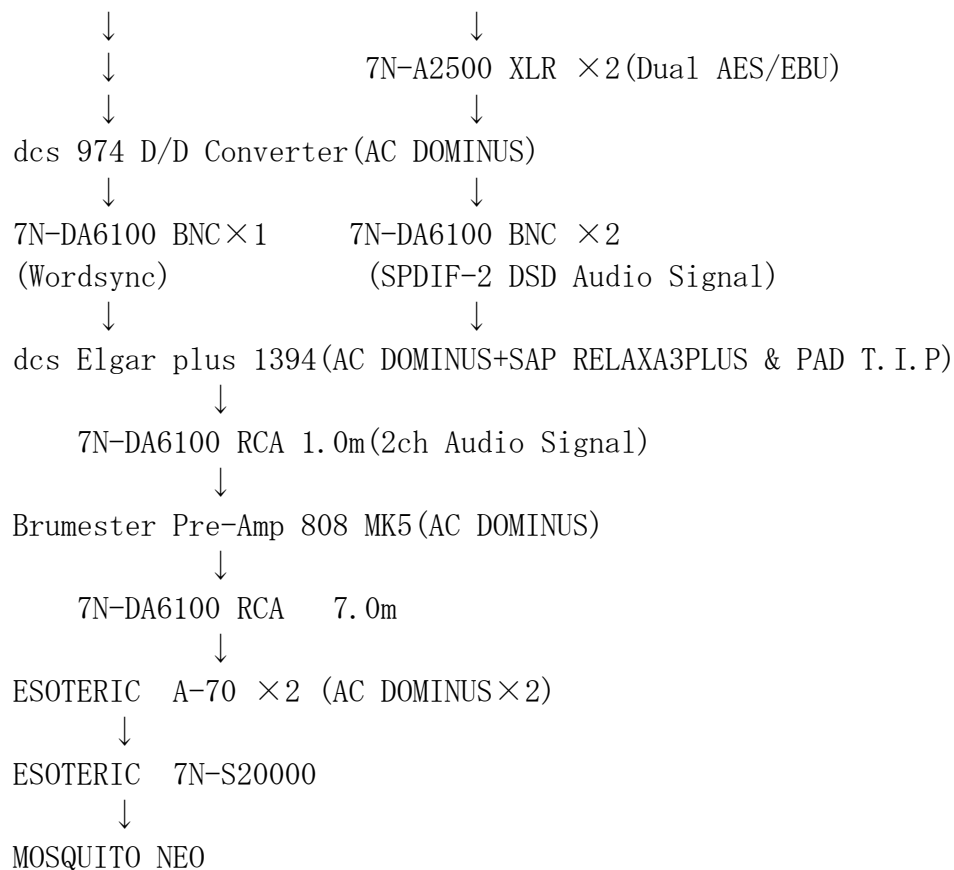 ↓ ↓
↓ 7N-A2500 XLR ×2(Dual AES/EBU)
↓ ↓
dcs 974 D/D Converter(AC DOMINUS)
↓ ↓
7N-DA6100 BNC×1 7N-DA6100 BNC ×2
(Wordsync) (SPDIF-2 DSD Audio Signal)
↓ ↓
dcs Elgar plus 1394(AC DOMINUS+SAP RELAXA3PLUS & PAD T.I.P)
↓
7N-DA6100 RCA 1.0m(2ch Audio Signal)
↓
Brumester Pre-Amp 808 MK5(AC DOMINUS)
↓
7N-DA6100 RCA 7.0m
↓
ESOTERIC A-70 ×2 (AC DOMINUS×2)
↓
ESOTERIC 7N-S20000
↓
MOSQUITO NEO